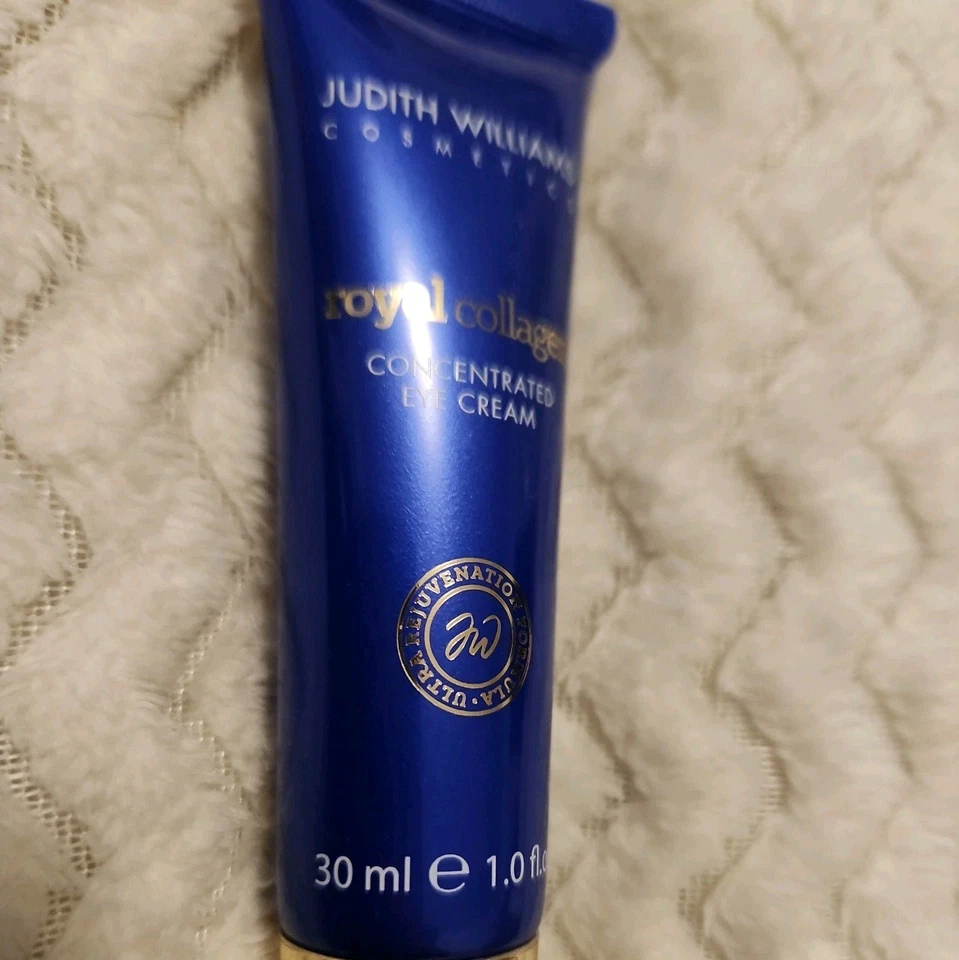 JUDITH WILLIAMS
COSMETICS
royal collagen
CONCENTRATED
EYE CREAM
ULTRA REJUVENATION FORMULA
JW
30 ml e 1.0 fl.o